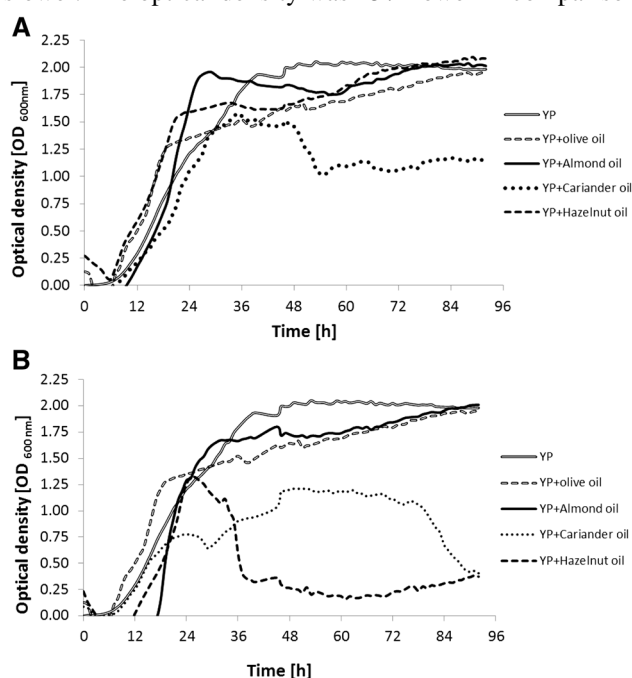 A
2.25
2.00
1.75
1.50
1.25
1.00
0.75
0.50
0.25
0.00
Optical density [OD 600nm]
0 12 24 36 48 60 72 84 96
Time [h]
YP
YP+olive oil
YP+Almond oil
YP+Cariander oil
YP+Hazelnut oil
B
2.25
2.00
1.75
1.50
1.25
1.00
0.75
0.50
0.25
0.00
Optical density [OD 600 nm]
0 12 24 36 48 60 72 84 96
Time [h]
YP
YP+olive oil
YP+Almond oil
YP+Cariander oil
YP+Hazelnut oil